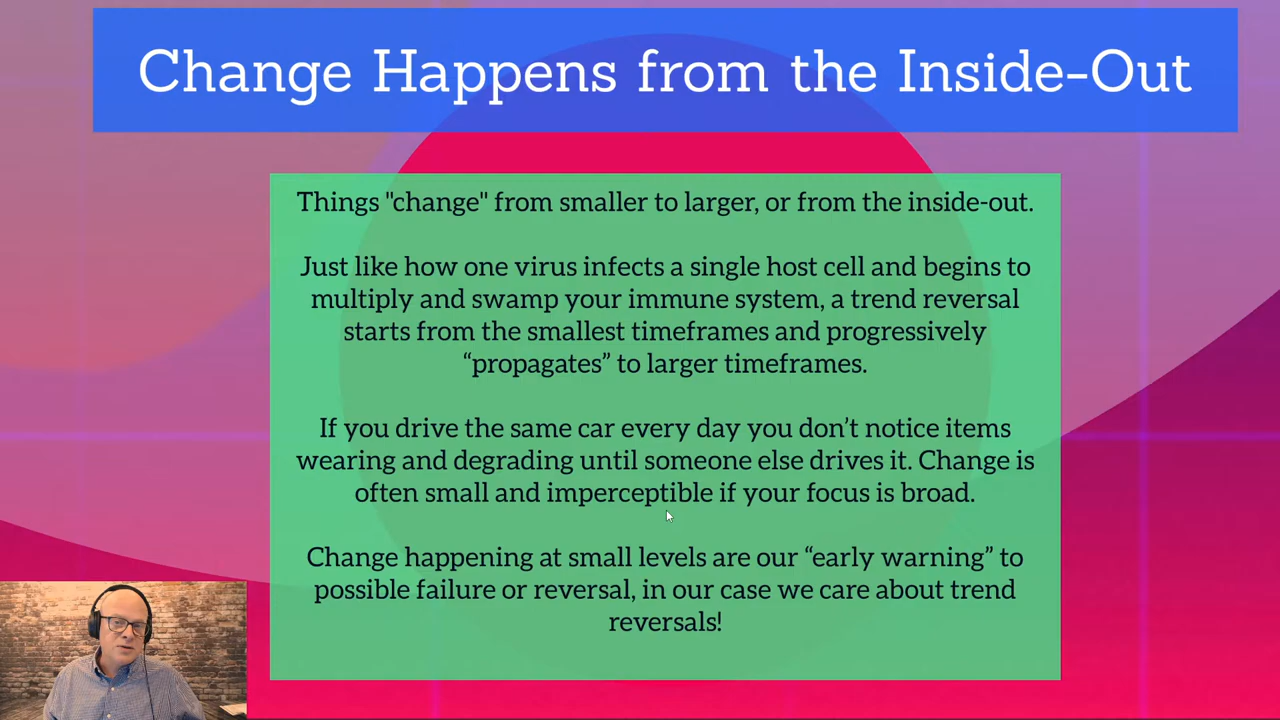 Change Happens from the Inside-Out
Things "change" from smaller to larger, or from the inside-out.
Just like how one virus infects a single host cell and begins to
multiply and swamp your immune system, a trend reversal
starts from the smallest timeframes and progressively
“propagates” to larger timeframes.
If you drive the same car every day you don’t notice items
wearing and degrading until someone else drives it. Change is
often small and imperceptible if your focus is broad.
Change happening at small levels are our “early warning” to
possible failure or reversal, in our case we care about trend
reversals!